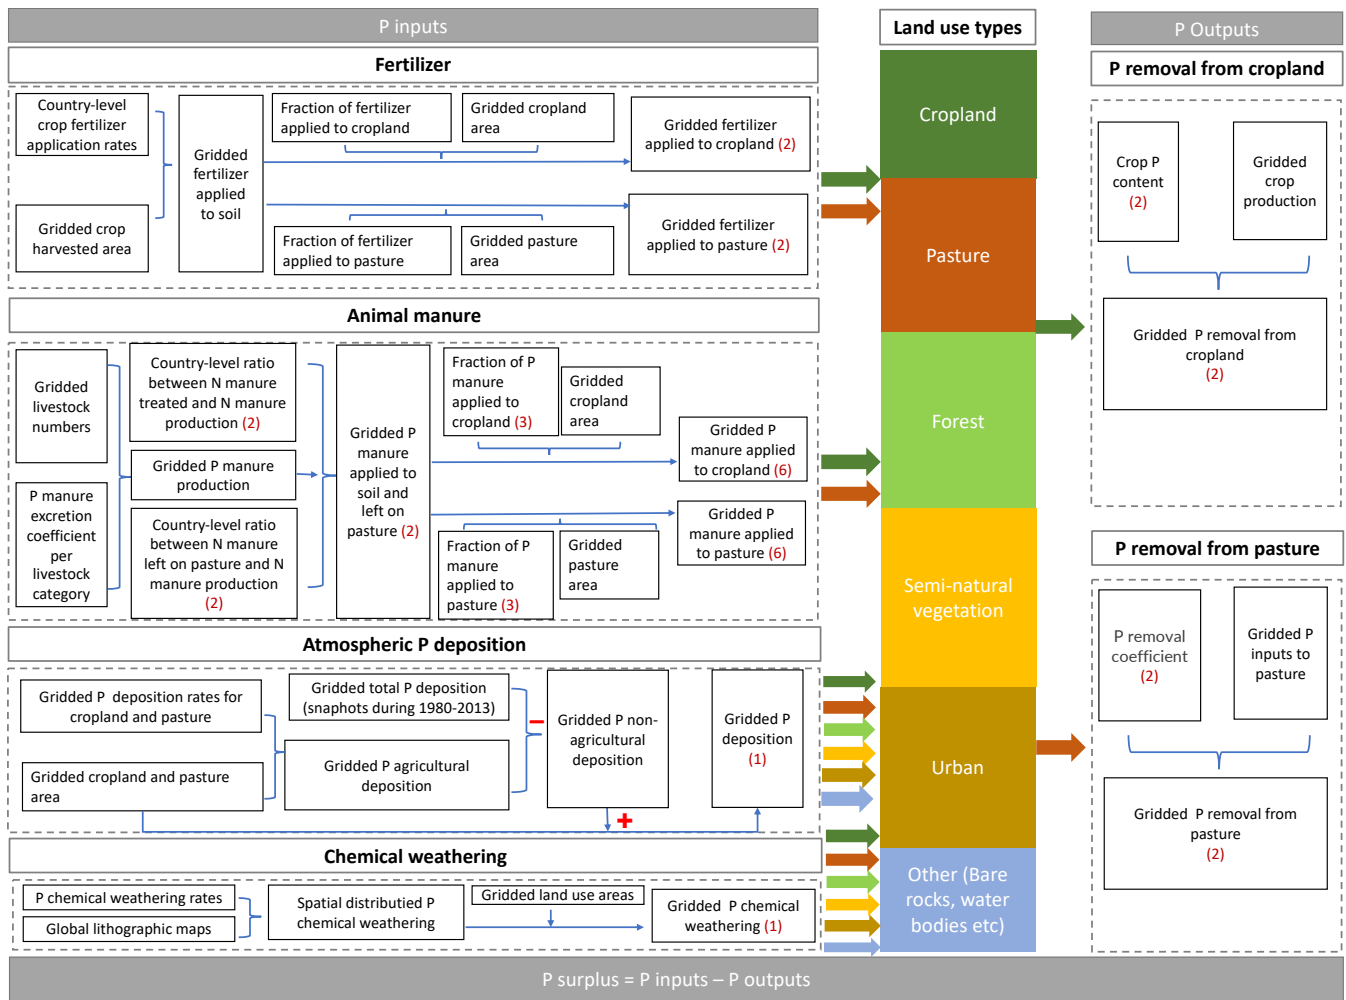 P inputs
Fertilizer
Country-level
crop fertilizer
application rates
Gridded crop
harvested area
Gridded
fertilizer
applied
to soil
Fraction of fertilizer
applied to cropland
Gridded cropland
area
Gridded fertilizer
applied to cropland (2)
Fraction of fertilizer
applied to pasture
Gridded pasture
area
Gridded fertilizer
applied to pasture (2)
Animal manure
Gridded
livestock
numbers
P manure
excretion
coefficient
per
livestock
category
Country-level ratio
between N manure
treated and N manure
production (2)
Gridded P manure
production
Country-level ratio
between N manure
left on pasture and N
manure production
(2)
Gridded P
manure
applied to
soil and
left on
pasture (2)
Fraction of P
manure
applied to
cropland (3)
Gridded
cropland
area
Gridded P
manure applied
to cropland (6)
Fraction of P
manure
applied to
pasture (3)
Gridded
pasture
area
Gridded P
manure applied
to pasture (6)
Atmospheric P deposition
Gridded P deposition rates for
cropland and pasture
Gridded cropland and pasture
area
Gridded total P deposition
(snaphots during 1980-2013)
Gridded P agricultural
deposition
–
Gridded P non-
agricultural
deposition
+
Gridded P
deposition
(1)
Chemical weathering
P chemical weathering rates
Global lithographic maps
Spatial distributied P
chemical weathering
Gridded land use areas
Gridded P chemical
weathering (1)
Land use types
Cropland
Pasture
Forest
Semi-natural
vegetation
Urban
Other (Bare
rocks, water
bodies etc)
P Outputs
P removal from cropland
Crop P
content
(2)
Gridded
crop
production
Gridded P removal from
cropland
(2)
P removal from pasture
P removal
coefficient
(2)
Gridded P
inputs to
pasture
Gridded P removal from
pasture
(2)
P surplus = P inputs – P outputs